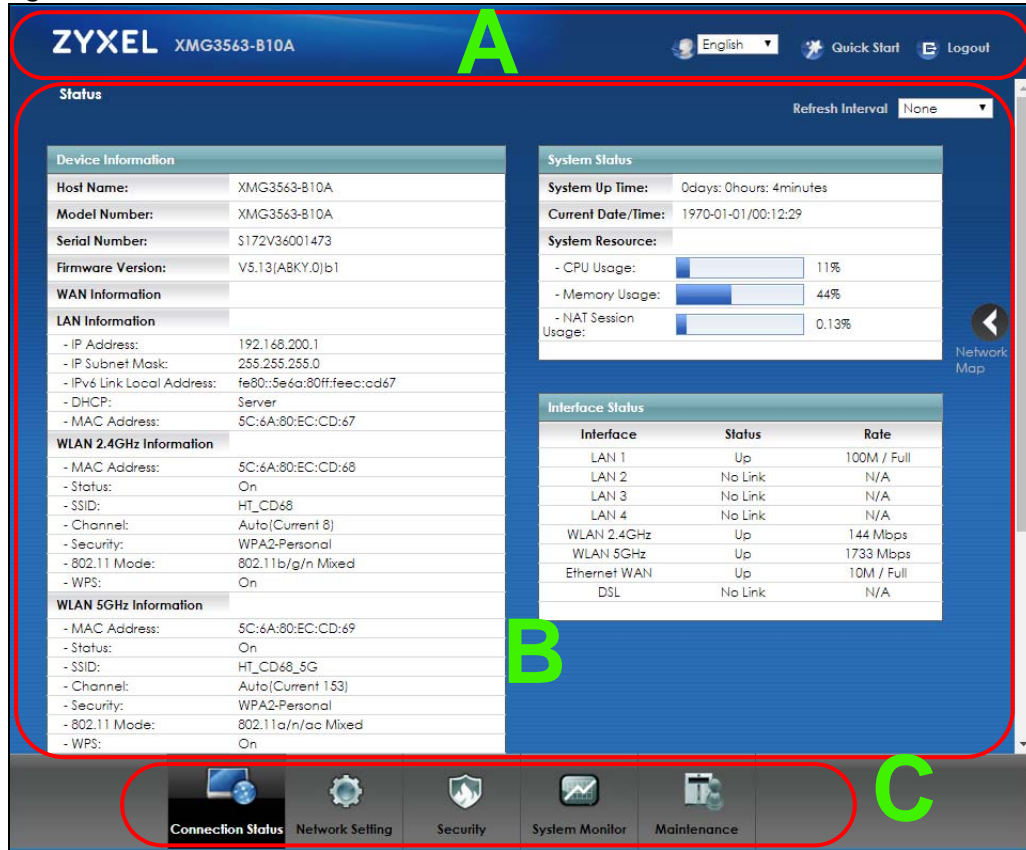 ZYXEL XMG3563-B10A
A
English
Quick Start
Logout
Status
Refresh Interval None
Device Information
Host Name: XMG3563-B10A
Model Number: XMG3563-B10A
Serial Number: S172V36001473
Firmware Version: V5.13(ABKY.0)b1
WAN Information
LAN Information
- IP Address: 192.168.200.1
- IP Subnet Mask: 255.255.255.0
- IPv6 Link Local Address: fe80::5e6a:80ff:feec:cd67
- DHCP: Server
- MAC Address: 5C:6A:80:EC:CD:67
WLAN 2.4GHz Information
- MAC Address: 5C:6A:80:EC:CD:68
- Status: On
- SSID: HT_CD68
- Channel: Auto(Current 8)
- Security: WPA2-Personal
- 802.11 Mode: 802.11b/g/n Mixed
- WPS: On
WLAN 5GHz Information
- MAC Address: 5C:6A:80:EC:CD:69
- Status: On
- SSID: HT_CD68_5G
- Channel: Auto(Current 153)
- Security: WPA2-Personal
- 802.11 Mode: 802.11a/n/ac Mixed
- WPS: On
System Status
System Up Time: 0days: 0hours: 4minutes
Current Date/Time: 1970-01-01/00:12:29
System Resource:
- CPU Usage: 11%
- Memory Usage: 44%
- NAT Session
Usage: 0.13%
Network
Map
Interface Status
Interface Status Rate
LAN 1 Up 100M / Full
LAN 2 No Link N/A
LAN 3 No Link N/A
LAN 4 No Link N/A
WLAN 2.4GHz Up 144 Mbps
WLAN 5GHz Up 1733 Mbps
Ethernet WAN Up 10M / Full
DSL No Link N/A
B
C
Connection Status
Network Setting
Security
System Monitor
Maintenance